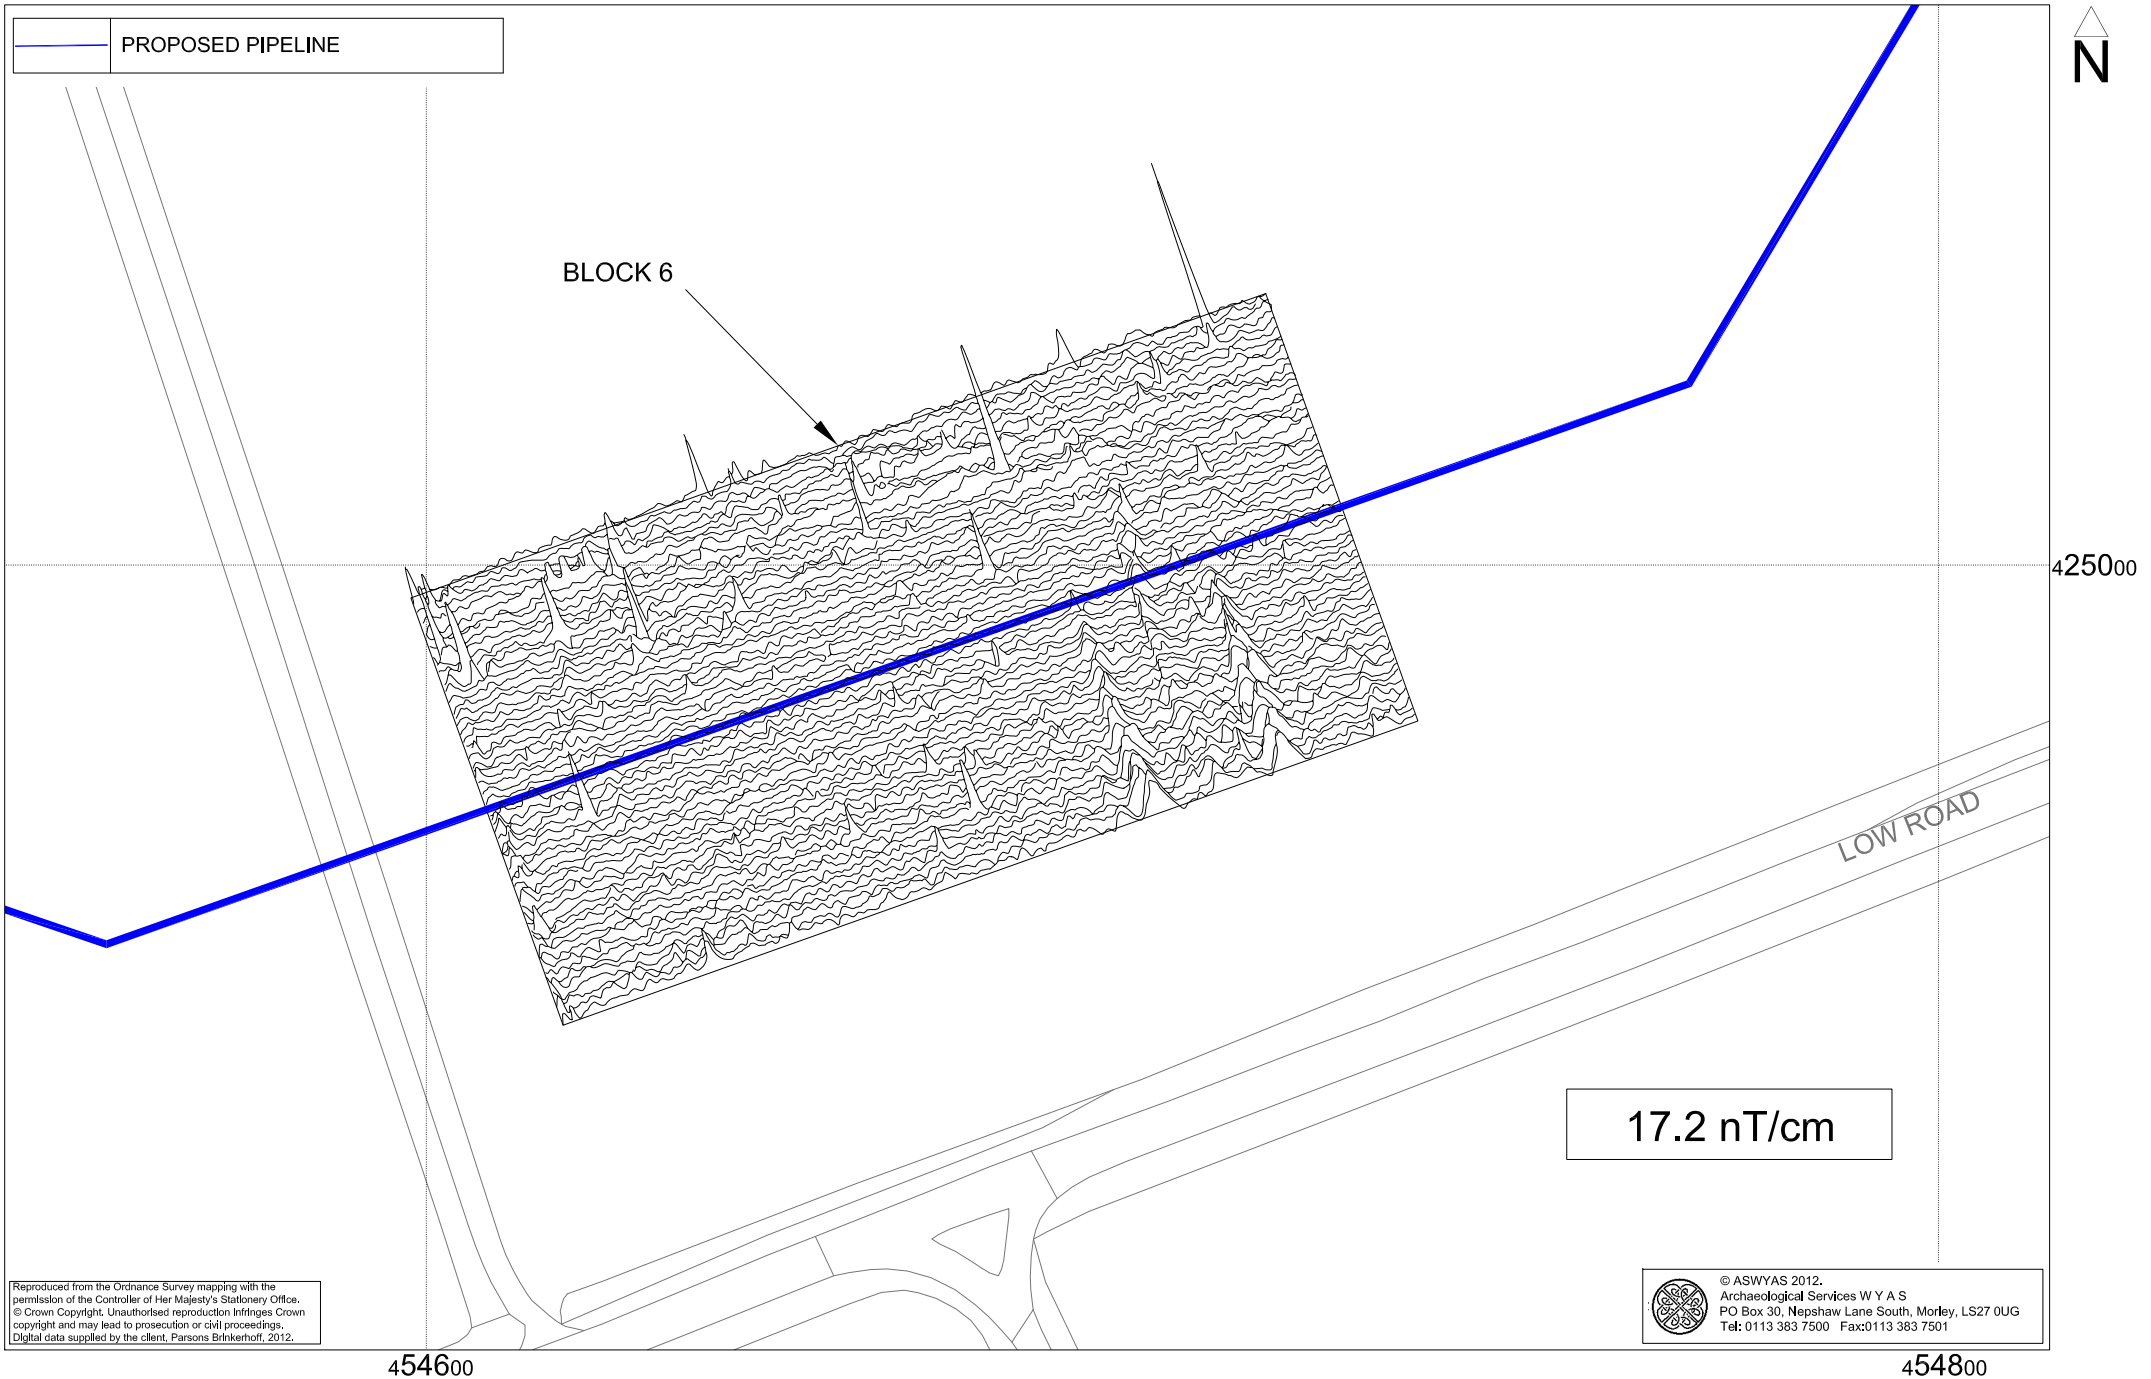 PROPOSED PIPELINE
N
BLOCK 6
425000
LOW ROAD
17.2 nT/cm
Reproduced from the Ordnance Survey mapping with the
permission of the Controller of Her Majesty's Stationery Office.
© Crown Copyright. Unauthorised reproduction infringes Crown
copyright and may lead to prosecution or civil proceedings.
Digital data supplied by the client, Parsons Brinkerhoff, 2012.
© ASWYAS 2012.
Archaeological Services W Y A S
PO Box 30, Nepshaw Lane South, Morley, LS27 0UG
Tel: 0113 383 7500 Fax:0113 383 7501
454600
454800